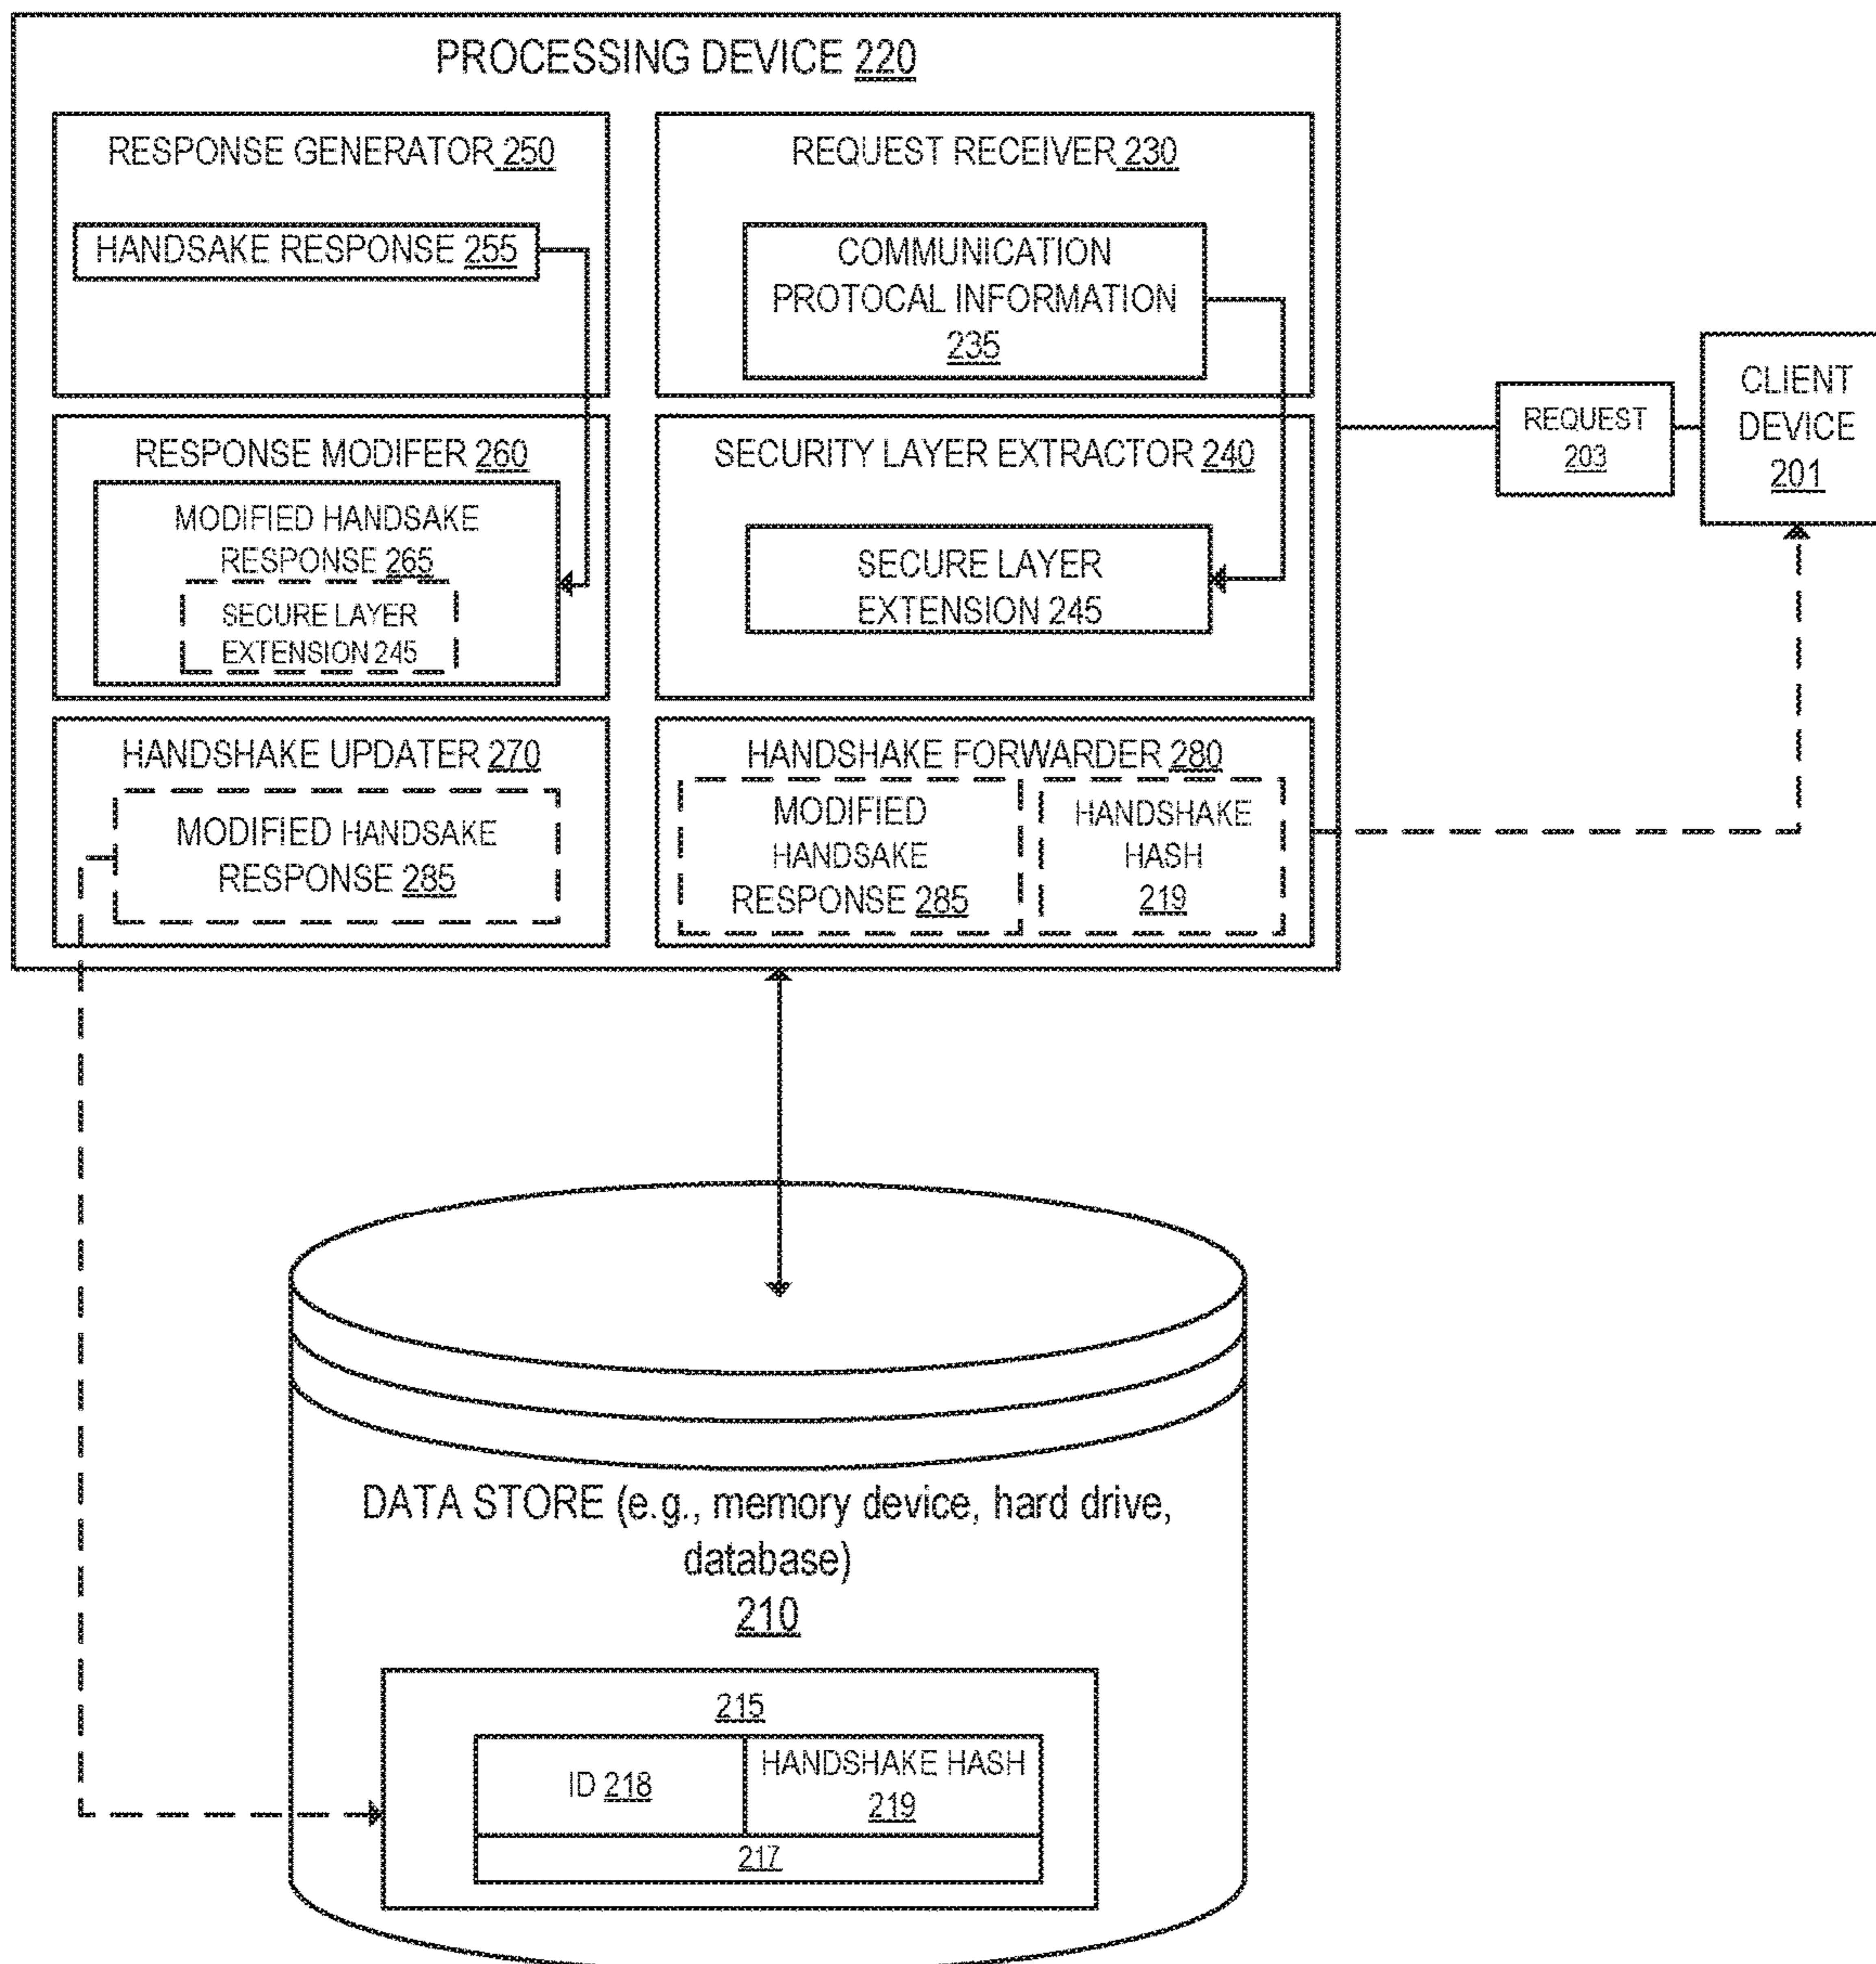 PROCESSING DEVICE 220
RESPONSE GENERATOR 250
HANDSAKE RESPONSE 255
REQUEST RECEIVER 230
COMMUNICATION
PROTOCAL INFORMATION
235
RESPONSE MODIFER 260
MODIFIED HANDSAKE
RESPONSE 265
SECURE LAYER
EXTENSION 245
SECURITY LAYER EXTRACTOR 240
SECURE LAYER
EXTENSION 245
REQUEST
203
CLIENT
DEVICE
201
HANDSHAKE UPDATER 270
MODIFIED HANDSAKE
RESPONSE 285
HANDSHAKE FORWARDER 280
MODIFIED
HANDSAKE
RESPONSE 285
HANDSHAKE
HASH
219
DATA STORE (e.g., memory device, hard drive,
database)
210
215
ID 218
HANDSHAKE HASH
219
217